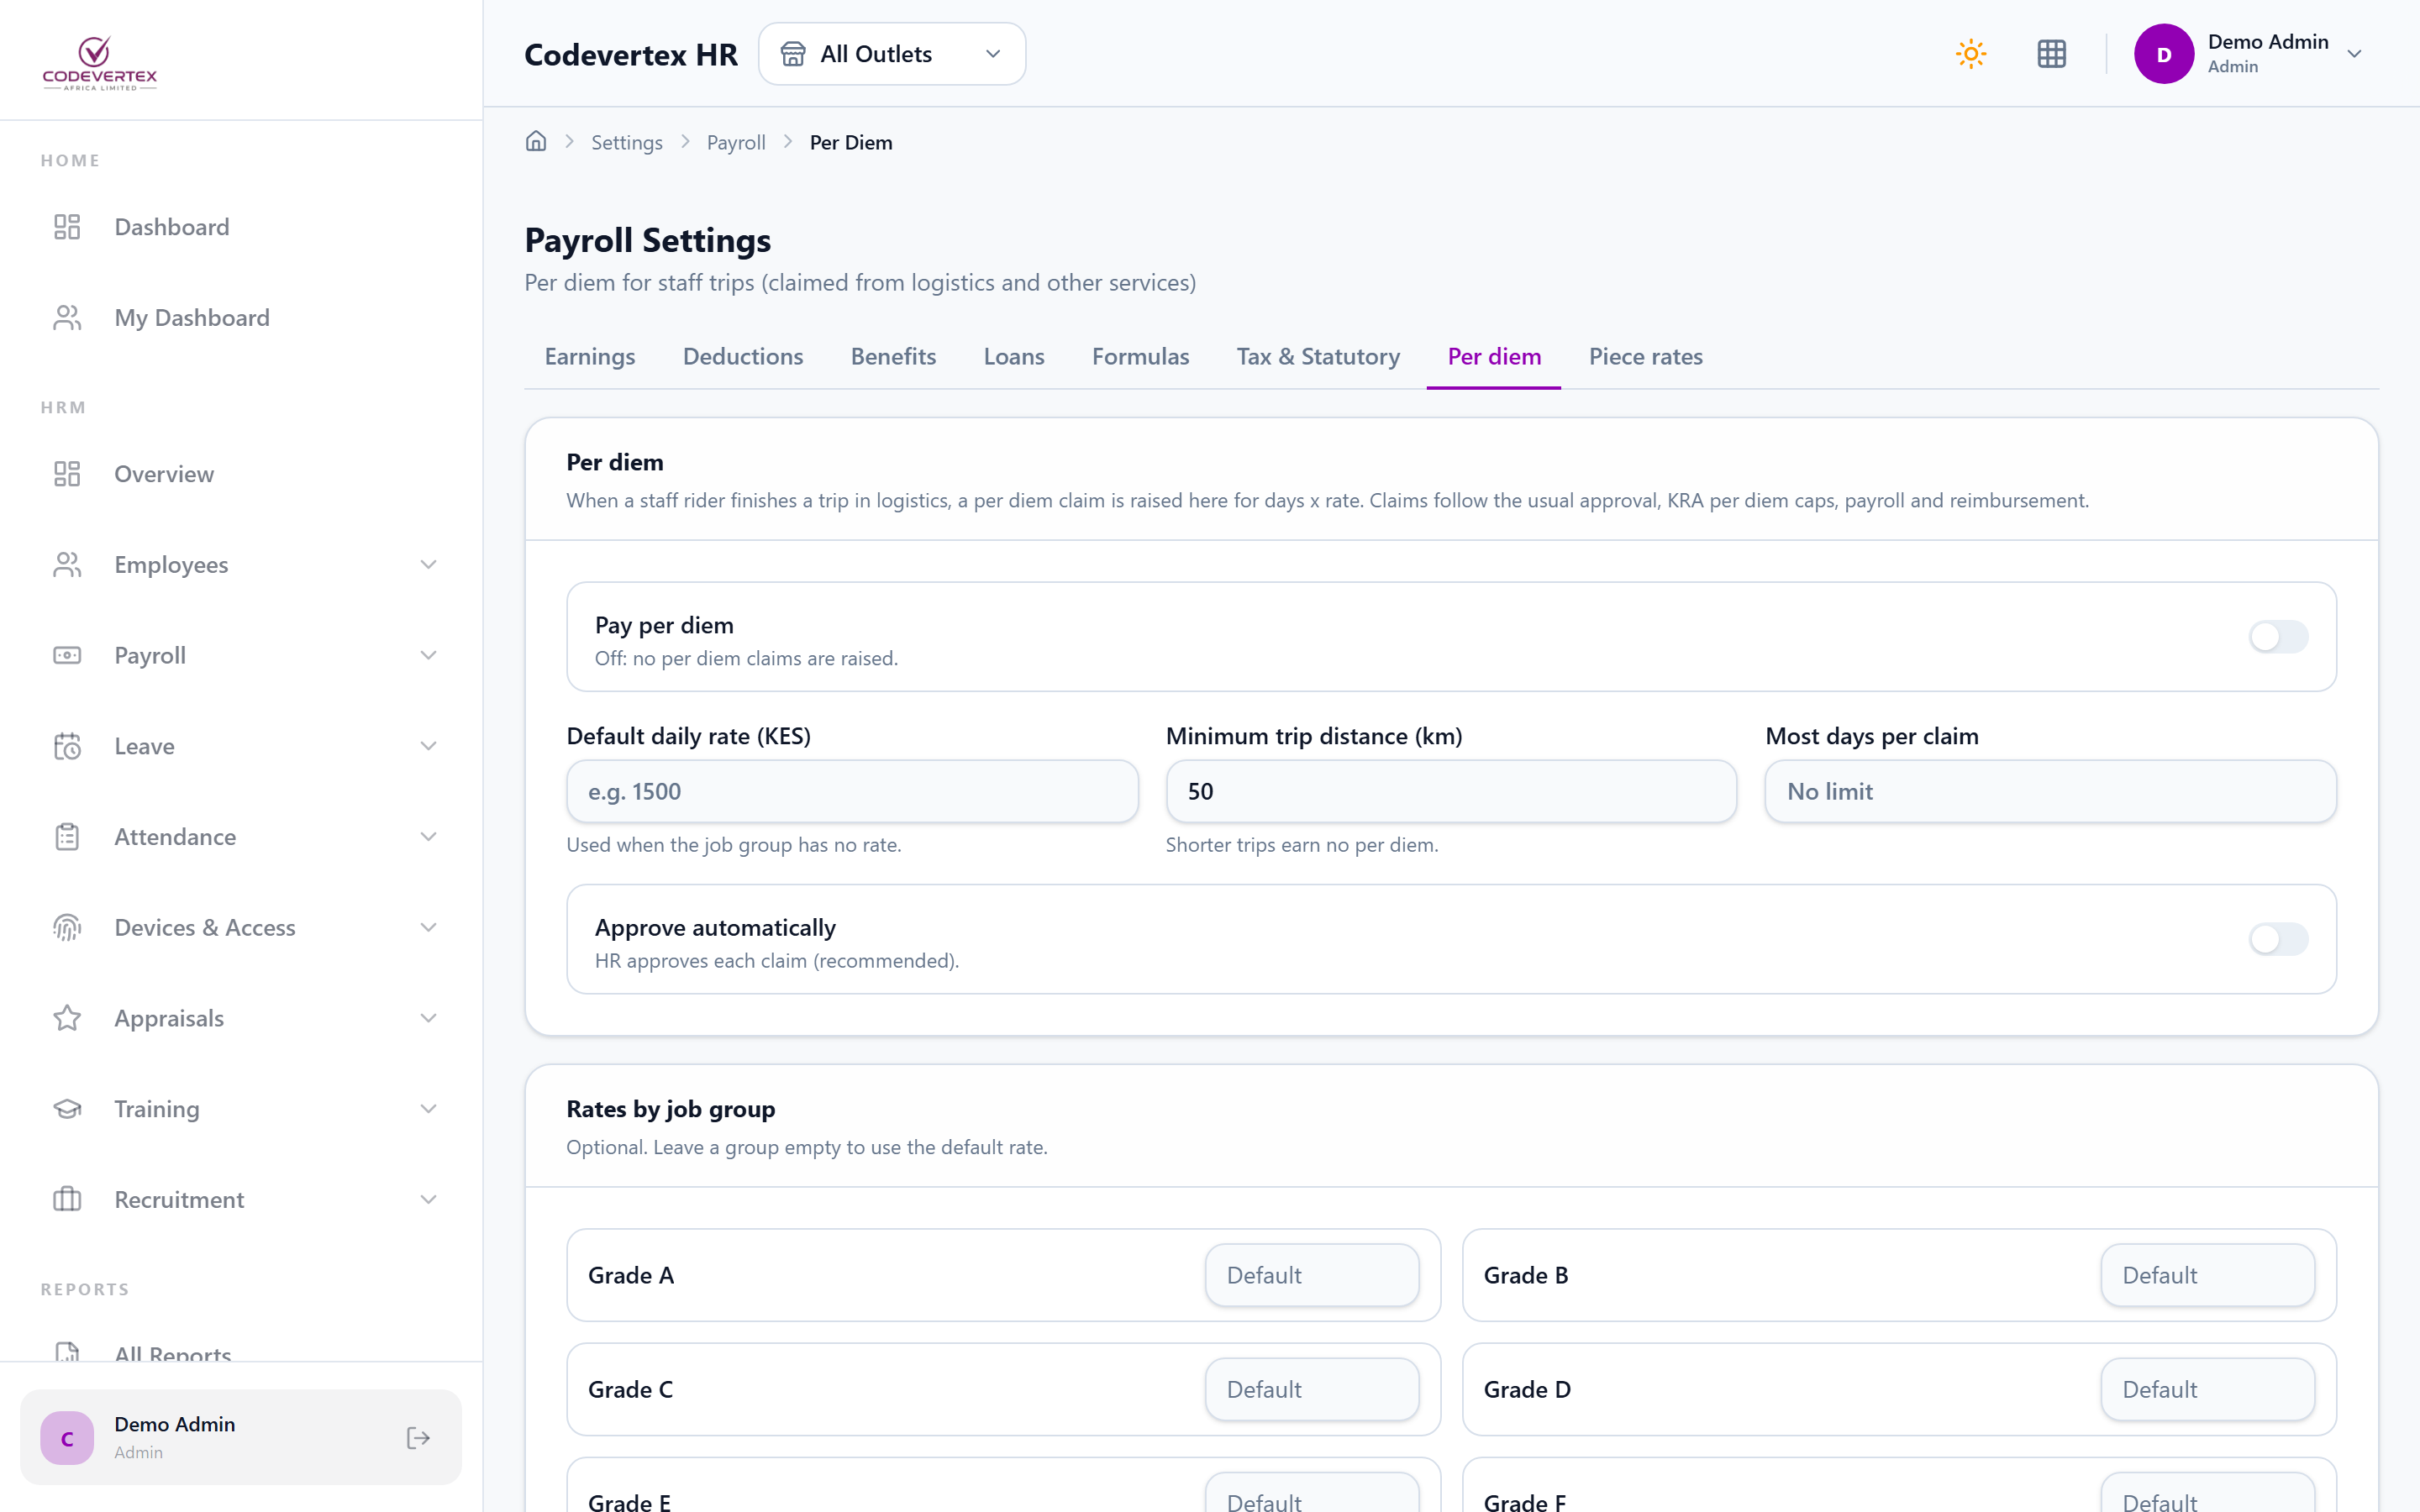 CODEVERTEX
AFRICA LIMITED
Codevertex HR
All Outlets
D
Demo Admin
Admin
HOME
Dashboard
My Dashboard
HRM
Overview
Employees
Payroll
Leave
Attendance
Devices & Access
Appraisals
Training
Recruitment
REPORTS
All Reports
C
Demo Admin
Admin
Settings
Payroll
Per Diem
Payroll Settings
Per diem for staff trips (claimed from logistics and other services)
Earnings
Deductions
Benefits
Loans
Formulas
Tax & Statutory
Per diem
Piece rates
Per diem
When a staff rider finishes a trip in logistics, a per diem claim is raised here for days x rate. Claims follow the usual approval, KRA per diem caps, payroll and reimbursement.
Pay per diem
Off: no per diem claims are raised.
Default daily rate (KES)
e.g. 1500
Used when the job group has no rate.
Minimum trip distance (km)
50
Shorter trips earn no per diem.
Most days per claim
No limit
Approve automatically
HR approves each claim (recommended).
Rates by job group
Optional. Leave a group empty to use the default rate.
Grade A
Default
Grade B
Default
Grade C
Default
Grade D
Default
Grade E
Default
Grade F
Default